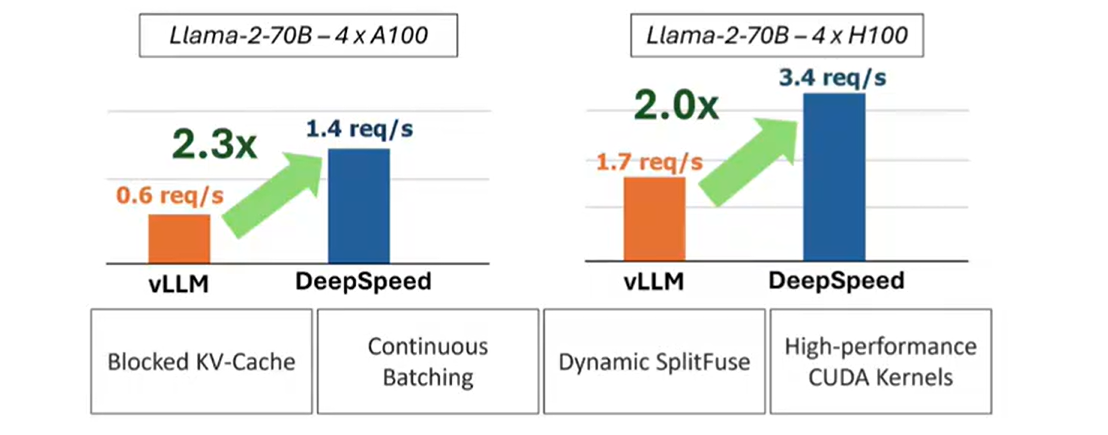 Llama-2-70B – 4 x A100
2.3x
1.4 req/s
0.6 req/s
vLLM
DeepSpeed
Llama-2-70B – 4 x H100
3.4 req/s
2.0x
1.7 req/s
vLLM
DeepSpeed
Blocked KV-Cache
Continuous
Batching
Dynamic SplitFuse
High-performance
CUDA Kernels